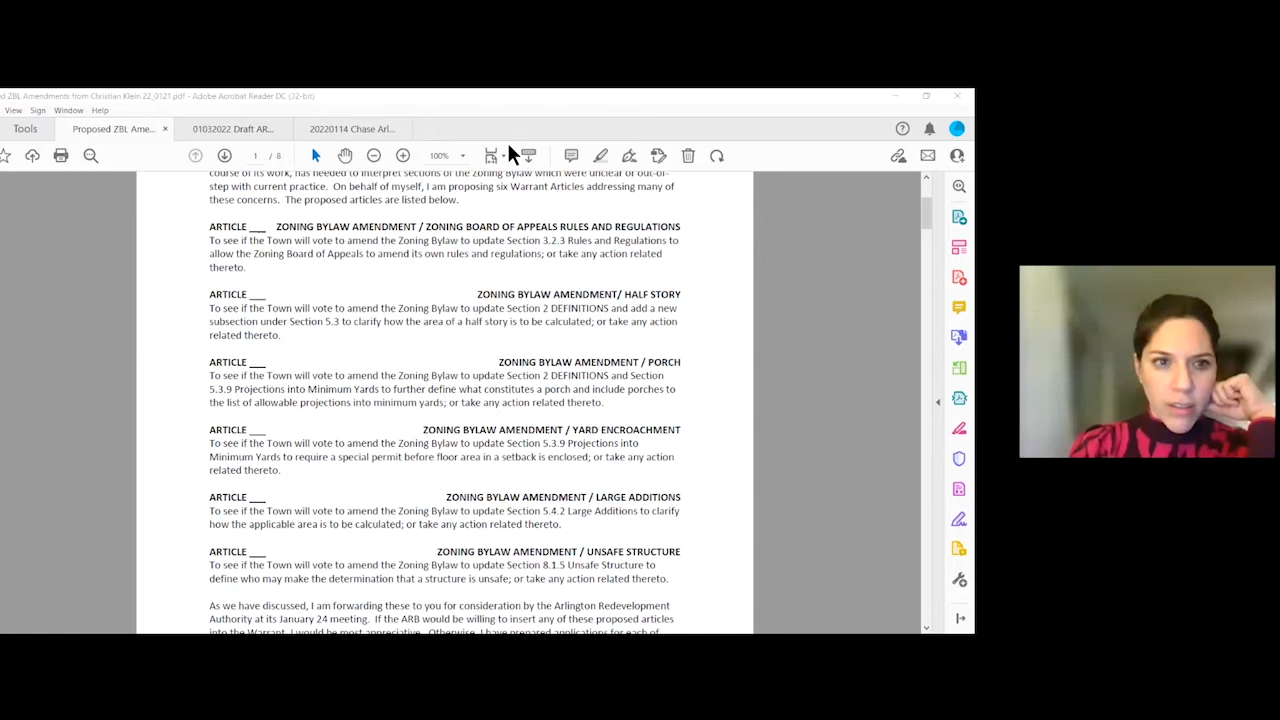 d ZBL Amendments from Christian Klein 22_0121.pdf - Adobe Acrobat Reader DC (32-bit)
View Sign Window Help
Tools Proposed ZBL Ame... × 01032022 Draft AR... 20220114 Chase Arl...
1 / 8 100%
course of its work, has needed to interpret sections of the Zoning Bylaw which were unclear or out-of-
step with current practice. On behalf of myself, I am proposing six Warrant Articles addressing many of
these concerns. The proposed articles are listed below.
ARTICLE ___ ZONING BYLAW AMENDMENT / ZONING BOARD OF APPEALS RULES AND REGULATIONS
To see if the Town will vote to amend the Zoning Bylaw to update Section 3.2.3 Rules and Regulations to
allow the Zoning Board of Appeals to amend its own rules and regulations; or take any action related
thereto.
ARTICLE ___ ZONING BYLAW AMENDMENT/ HALF STORY
To see if the Town will vote to amend the Zoning Bylaw to update Section 2 DEFINITIONS and add a new
subsection under Section 5.3 to clarify how the area of a half story is to be calculated; or take any action
related thereto.
ARTICLE ___ ZONING BYLAW AMENDMENT / PORCH
To see if the Town will vote to amend the Zoning Bylaw to update Section 2 DEFINITIONS and Section
5.3.9 Projections into Minimum Yards to further define what constitutes a porch and include porches to
the list of allowable projections into minimum yards; or take any action related thereto.
ARTICLE ___ ZONING BYLAW AMENDMENT / YARD ENCROACHMENT
To see if the Town will vote to amend the Zoning Bylaw to update Section 5.3.9 Projections into
Minimum Yards to require a special permit before floor area in a setback is enclosed; or take any action
related thereto.
ARTICLE ___ ZONING BYLAW AMENDMENT / LARGE ADDITIONS
To see if the Town will vote to amend the Zoning Bylaw to update Section 5.4.2 Large Additions to clarify
how the applicable area is to be calculated; or take any action related thereto.
ARTICLE ___ ZONING BYLAW AMENDMENT / UNSAFE STRUCTURE
To see if the Town will vote to amend the Zoning Bylaw to update Section 8.1.5 Unsafe Structure to
define who may make the determination that a structure is unsafe; or take any action related thereto.
As we have discussed, I am forwarding these to you for consideration by the Arlington Redevelopment
Authority at its January 24 meeting. If the ARB would be willing to insert any of these proposed articles
into the Warrant, I would be most appreciative. Otherwise, I have prepared applications for each of